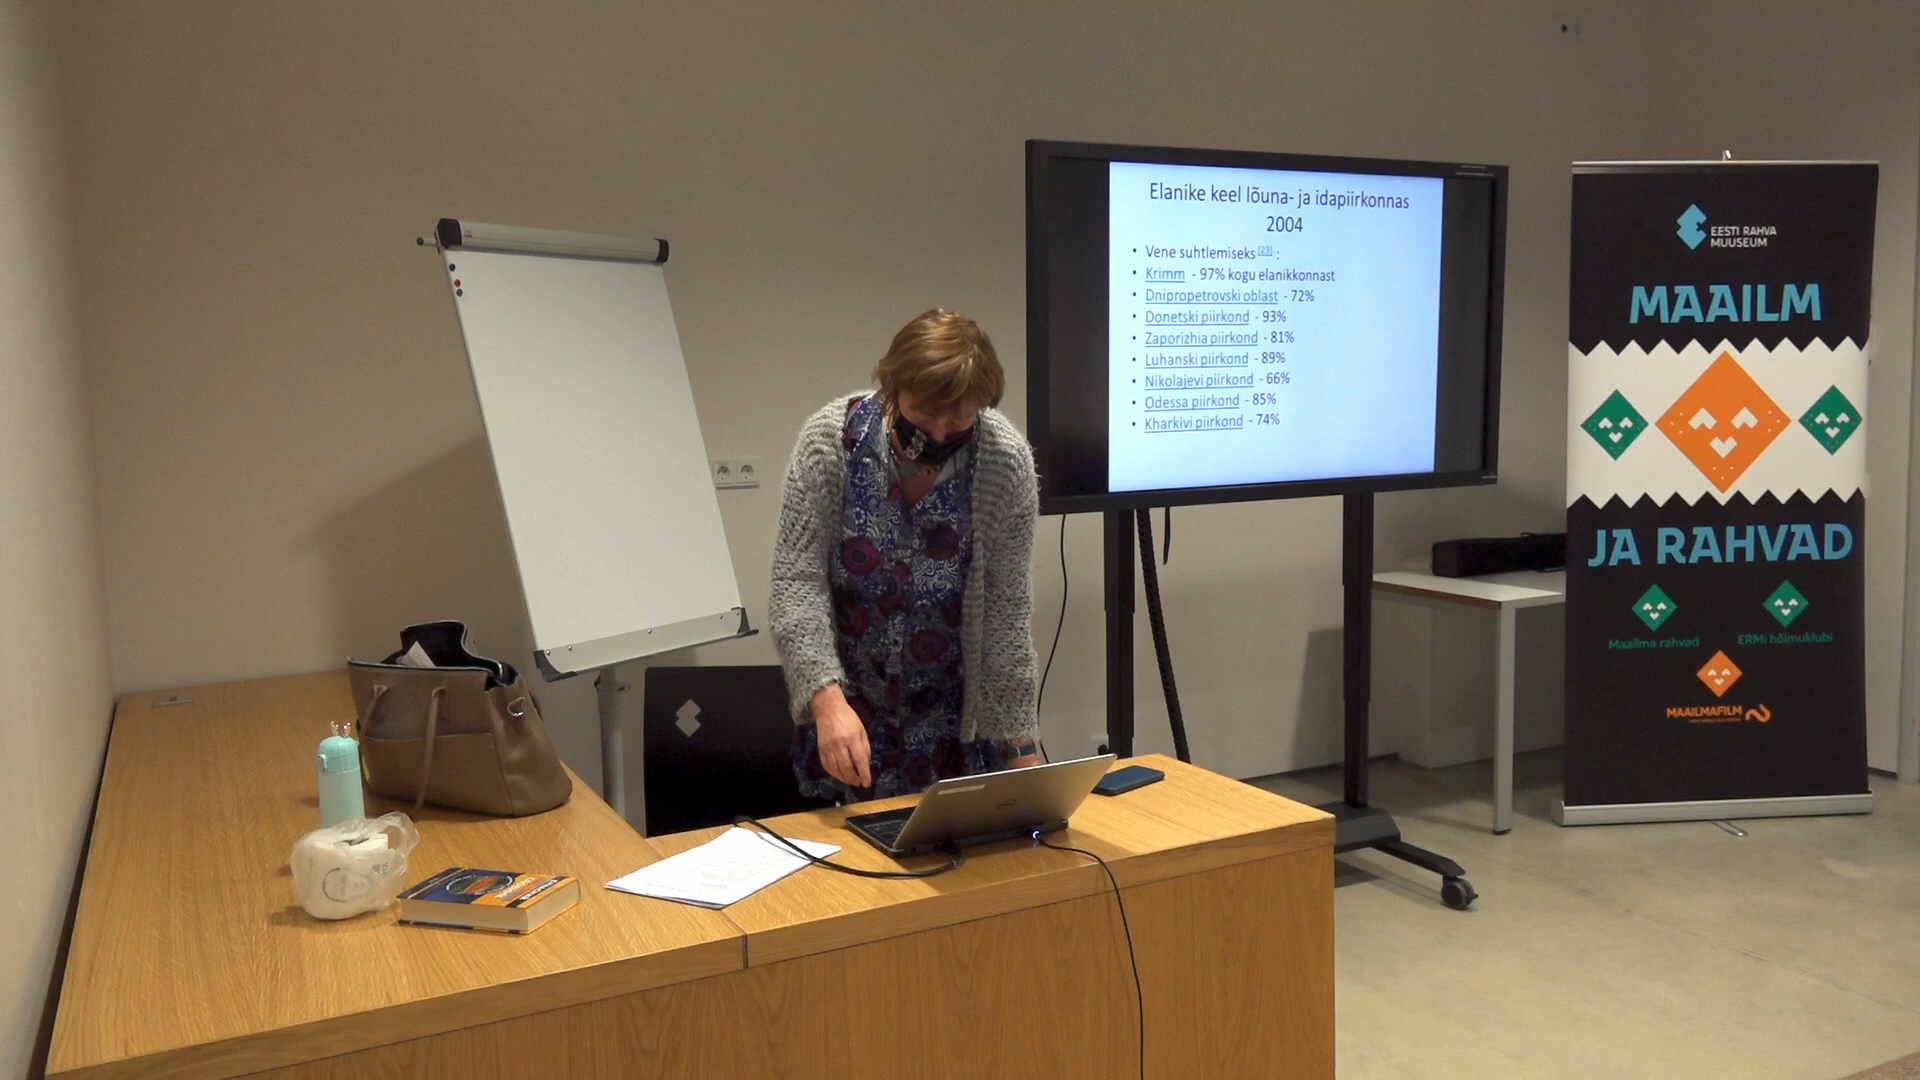 Elanike keel lõuna- ja idapiirkonnas
2004
• Vene suhtlemiseks [23] :
• Krimm - 97% kogu elanikkonnast
• Dnipropetrovski oblast - 72%
• Donetski piirkond - 93%
• Zaporizhia piirkond - 81%
• Luhanski piirkond - 89%
• Nikolajevi piirkond - 66%
• Odessa piirkond - 85%
• Kharkivi piirkond - 74%
EESTI RAHVA
MUUSEUM
MAAILM
JA RAHVAD
Maailma rahvad
ERMi hõimuklubi
MAAILMAFILM